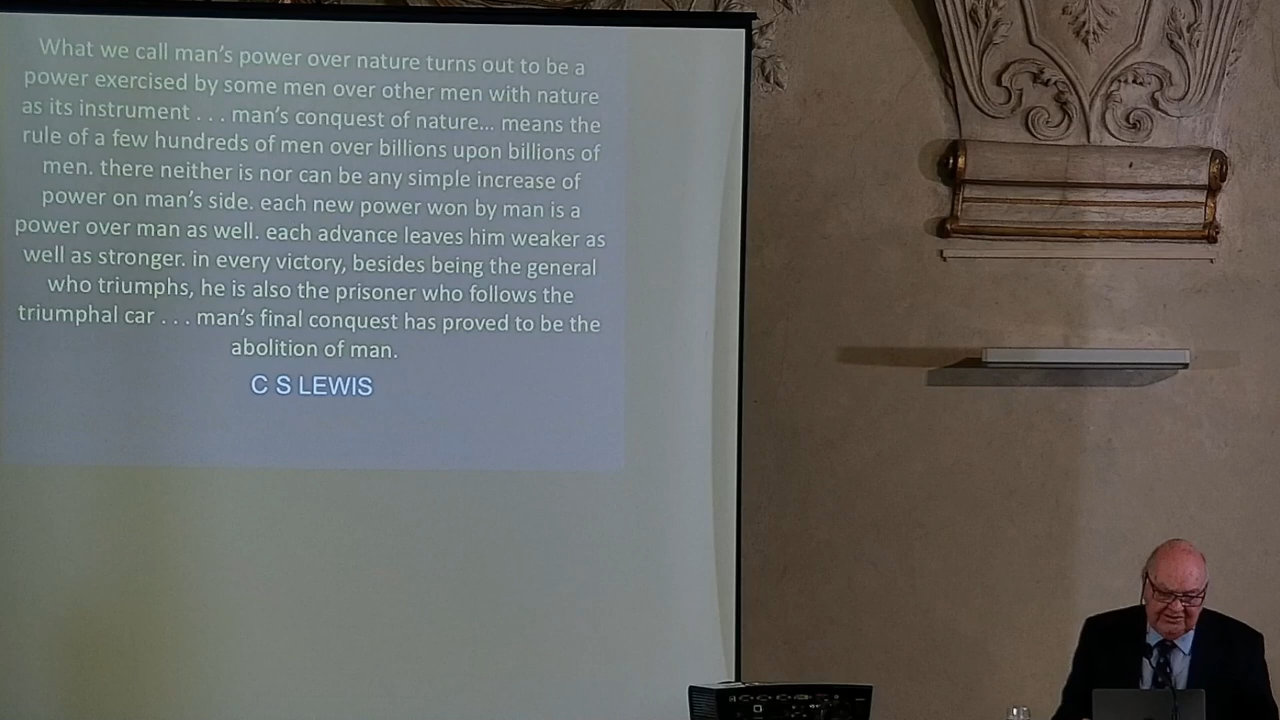 What we call man's power over nature turns out to be a
power exercised by some men over other men with nature
as its instrument . . . man's conquest of nature... means the
rule of a few hundreds of men over billions upon billions of
men. there neither is nor can be any simple increase of
power on man's side. each new power won by man is a
power over man as well. each advance leaves him weaker as
well as stronger. in every victory, besides being the general
who triumphs, he is also the prisoner who follows the
triumphal car . . . man's final conquest has proved to be the
abolition of man.
C S LEWIS